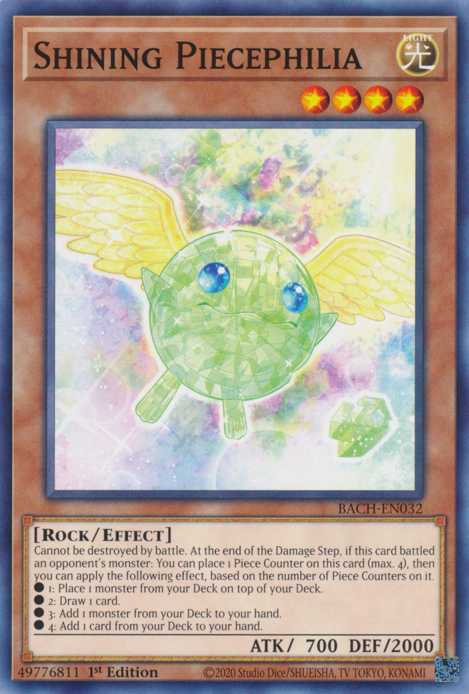 SHINING PIECEPHILIA
LIGHT
光
BACH-EN032
[ROCK/EFFECT]
Cannot be destroyed by battle. At the end of the Damage Step, if this card battled
an opponent's monster: You can place 1 Piece Counter on this card (max. 4), then
you can apply the following effect, based on the number of Piece Counters on it.
● 1: Place 1 monster from your Deck on top of your Deck.
● 2: Draw 1 card.
● 3: Add 1 monster from your Deck to your hand.
● 4: Add 1 card from your Deck to your hand.
ATK/ 700 DEF/2000
49776811 1st Edition ©2020 Studio Dice/SHUEISHA, TV TOKYO, KONAMI